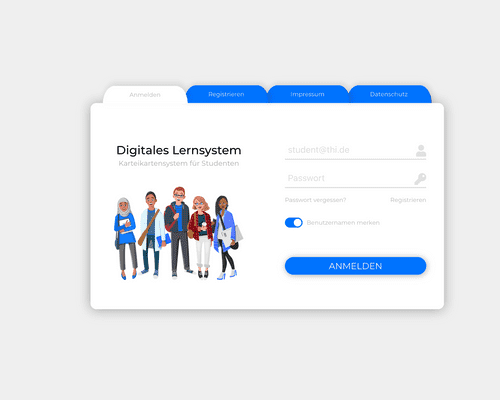 Anmelden
Registrieren
Impressum
Datenschutz
Digitales Lernsystem
Karteikartensystem für Studenten
student@thi.de
Passwort
Passwort vergessen?
Registrieren
Benutzernamen merken
ANMELDEN